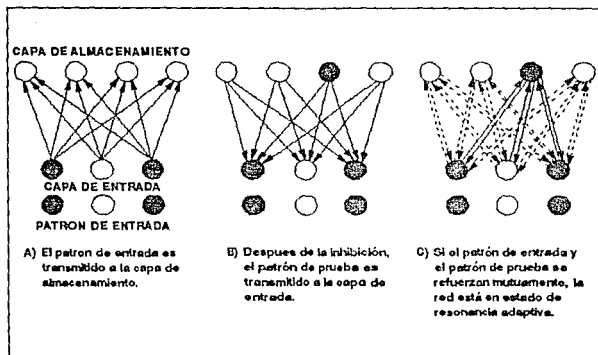 CAPA DE ALMACENAMIENTO
CAPA DE ENTRADA
PATRON DE ENTRADA
A) El patron de entrada es
transmitido a la capa de
almacenamiento.
B) Despues de la inhibición,
el patrón de prueba es
transmitido a la capa de
entrada.
C) Si el patrón de entrada y
el patrón de prueba se
refuerzan mutuamente, la
red está en estado de
resonancia adaptiva.